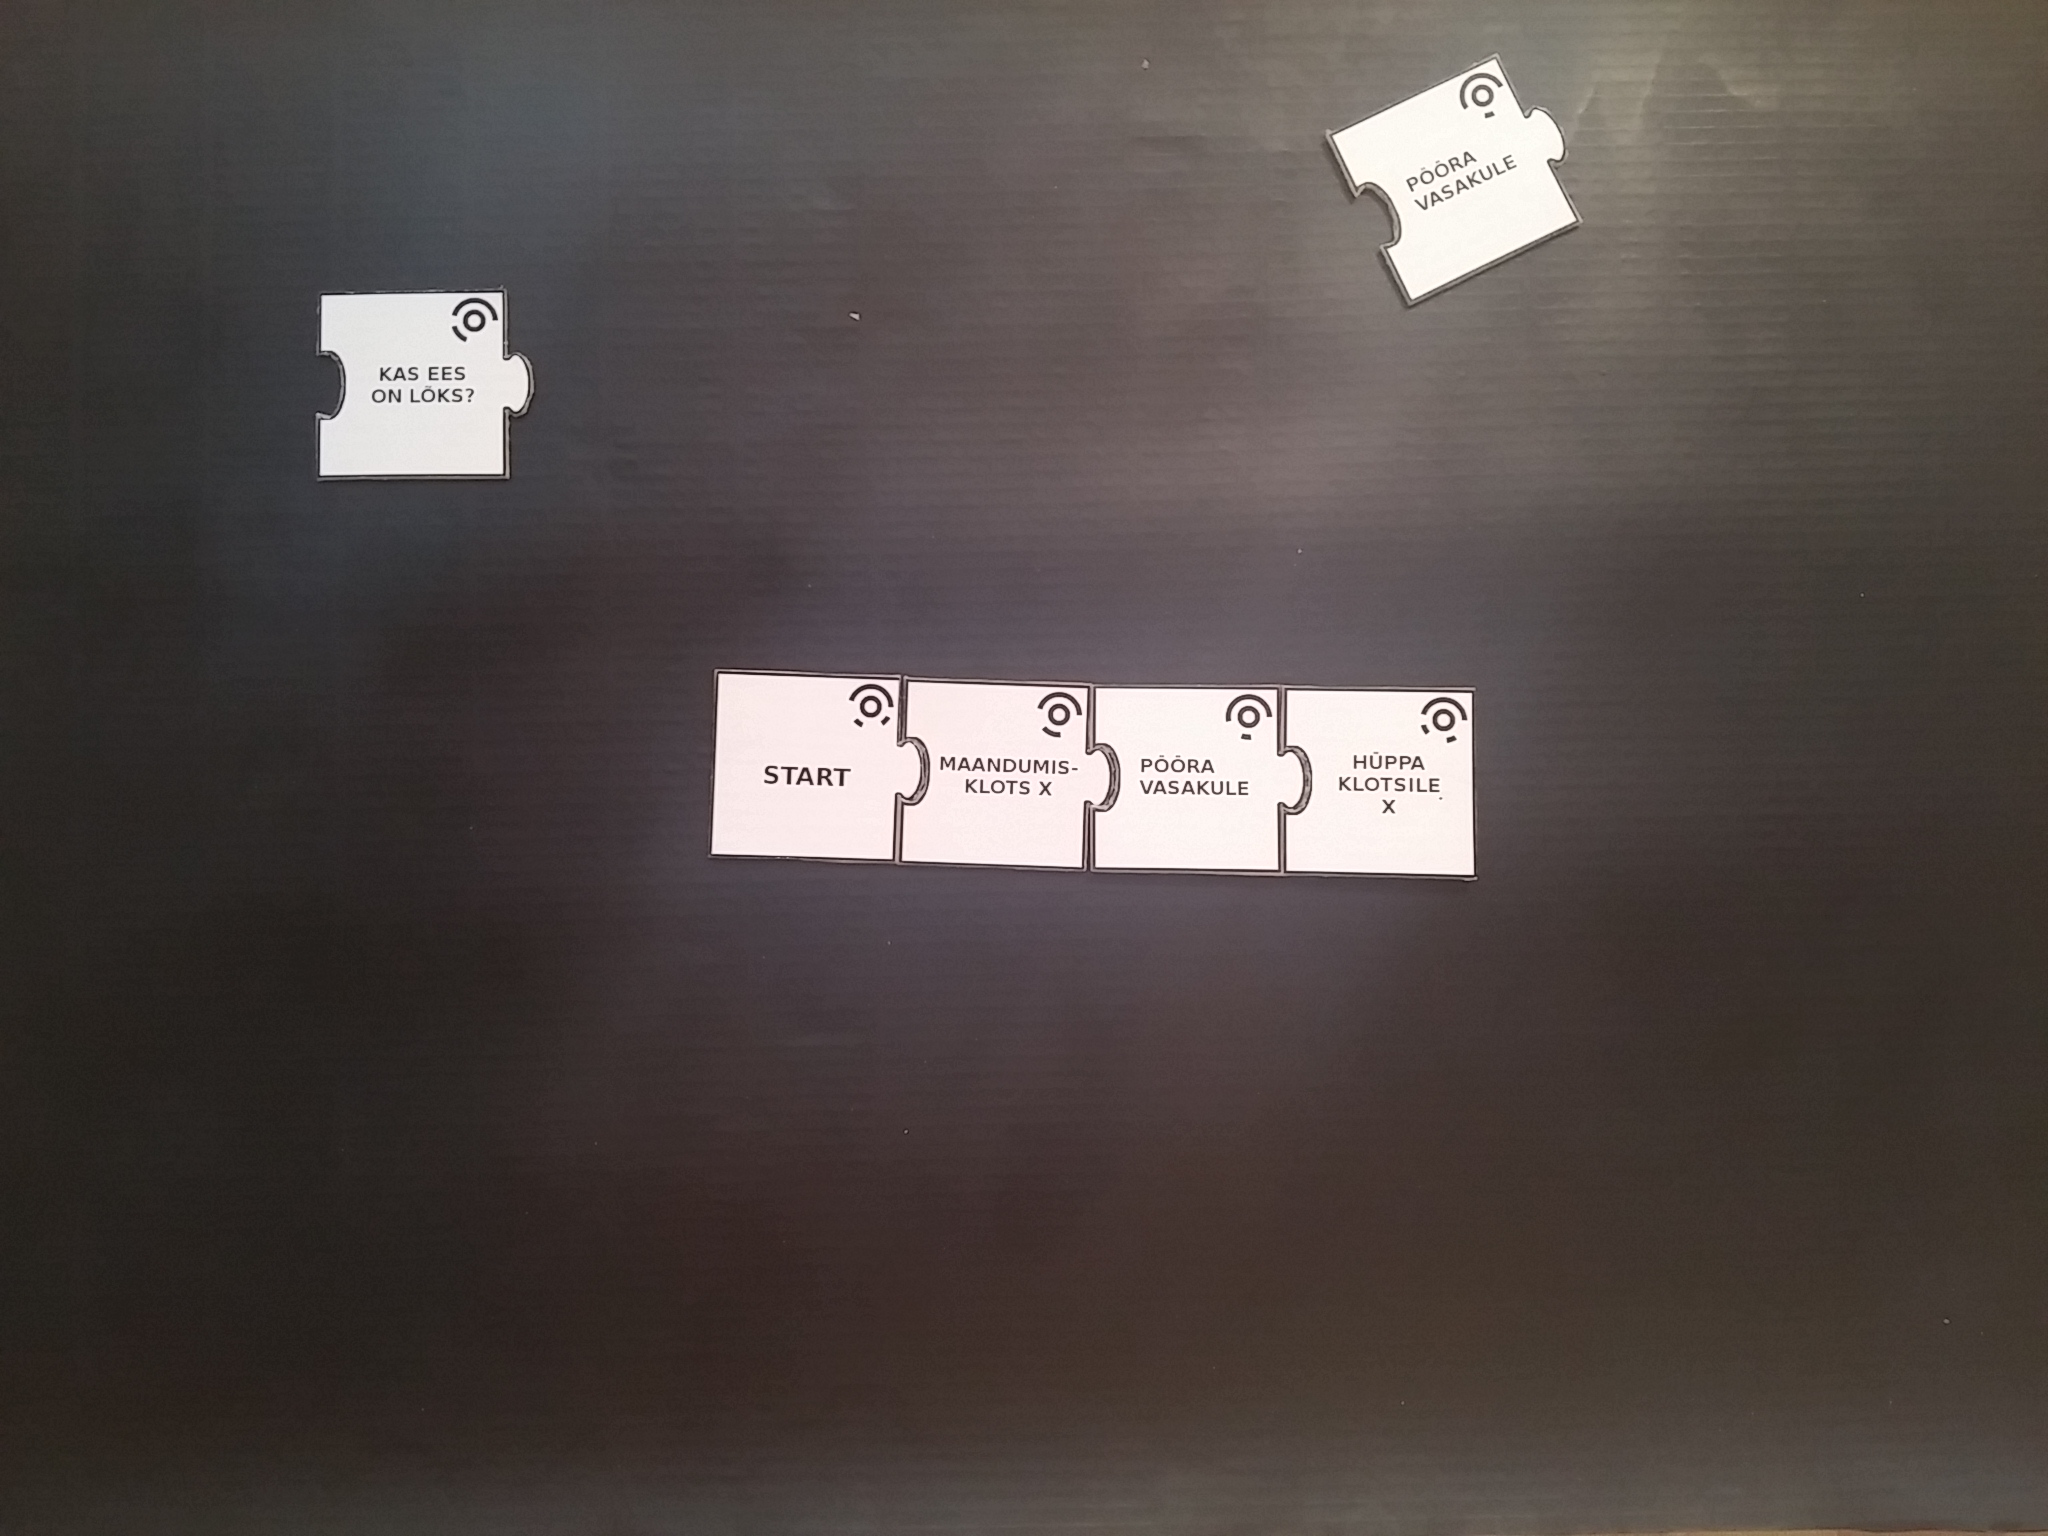 START
MAANDUMIS-
KLOTS X
PÖÖRA
VASAKULE
HÜPPA
KLOTSILE
X
KAS EES
ON LÕKS?
PÖÖRA
VASAKULE